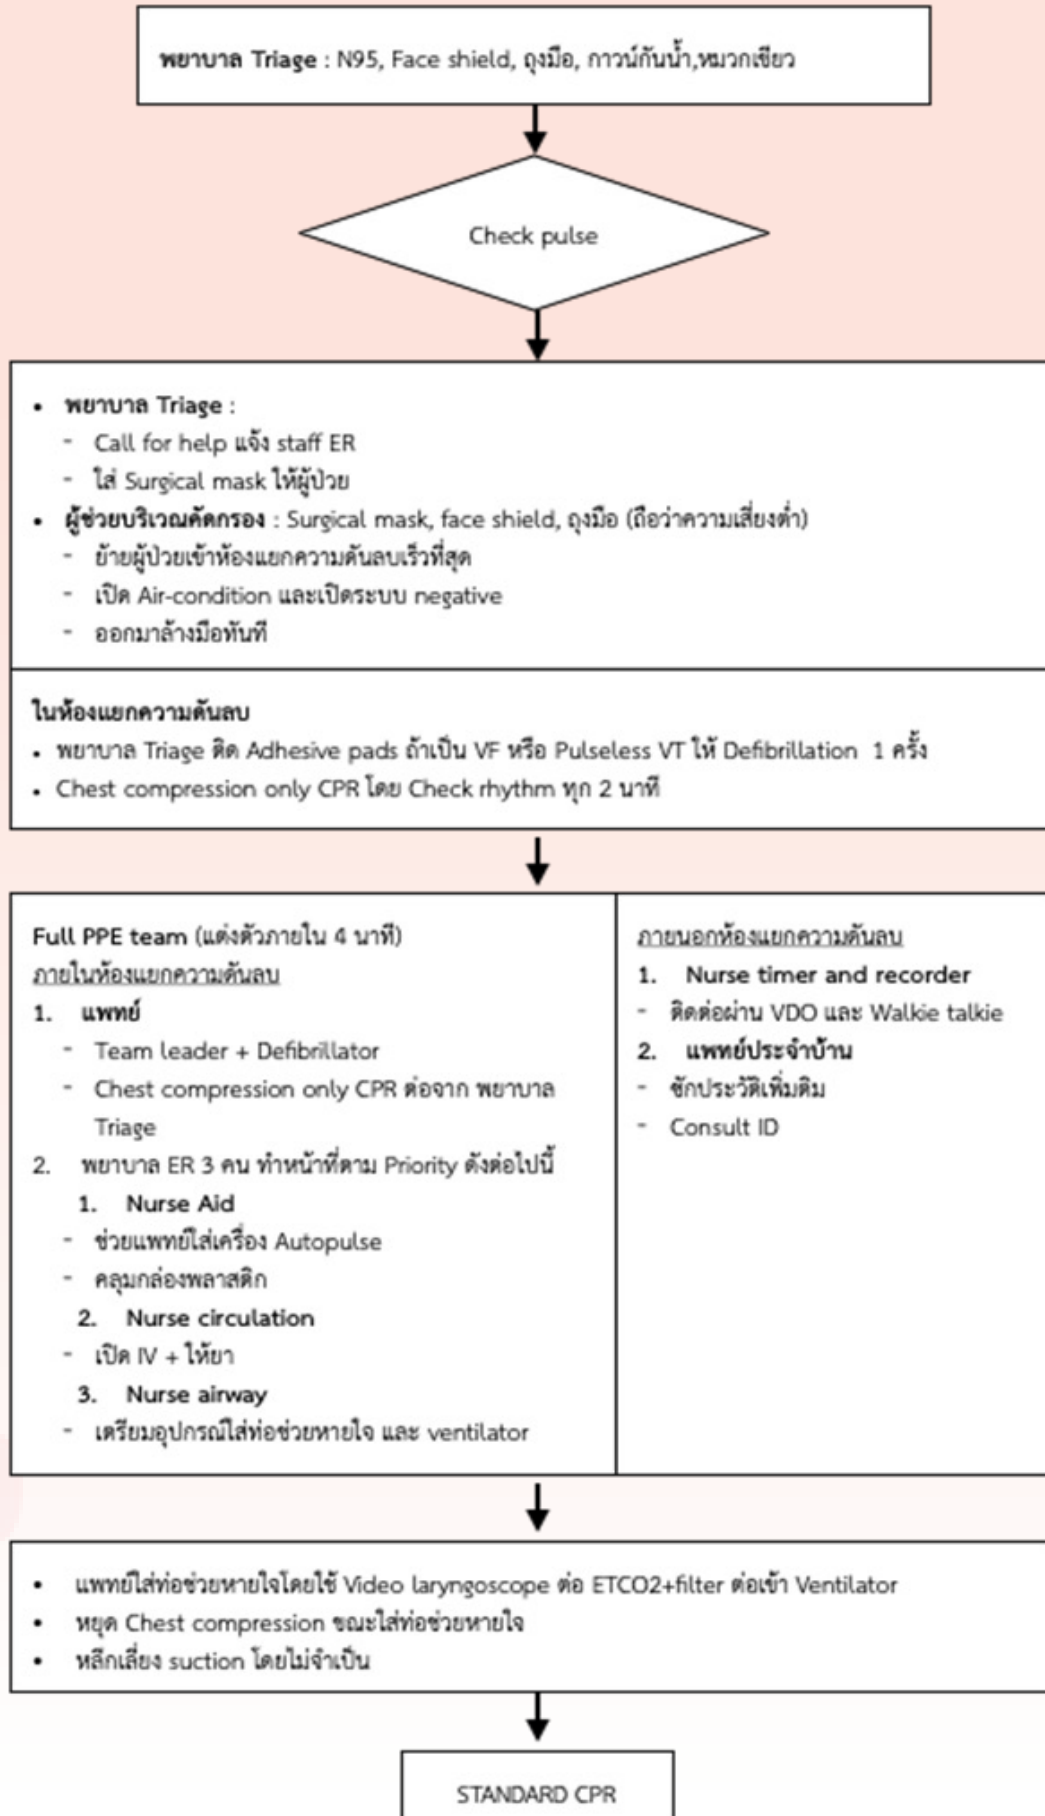 พยาบาล Triage : N95, Face shield, ถุงมือ, กาวน์กันน้ำ,หมวกเขียว
Check pulse
• พยาบาล Triage :
- Call for help แจ้ง staff ER
- ใส่ Surgical mask ให้ผู้ป่วย
• ผู้ช่วยบริเวณคัดกรอง : Surgical mask, face shield, ถุงมือ (ถือว่าความเสี่ยงต่ำ)
- ย้ายผู้ป่วยเข้าห้องแยกความดันลบเร็วที่สุด
- เปิด Air-condition และเปิดระบบ negative
- ออกมาล้างมือทันที
ในห้องแยกความดันลบ
• พยาบาล Triage ติด Adhesive pads ถ้าเป็น VF หรือ Pulseless VT ให้ Defibrillation 1 ครั้ง
• Chest compression only CPR โดย Check rhythm ทุก 2 นาที
Full PPE team (แต่งตัวภายใน 4 นาที)
ภายในห้องแยกความดันลบ
1. แพทย์
- Team leader + Defibrillator
- Chest compression only CPR ต่อจาก พยาบาล
Triage
2. พยาบาล ER 3 คน ทำหน้าที่ตาม Priority ดังต่อไปนี้
1. Nurse Aid
- ช่วยแพทย์ใส่เครื่อง Autopulse
- คลุมกล่องพลาสติก
2. Nurse circulation
- เปิด IV + ให้ยา
3. Nurse airway
- เตรียมอุปกรณ์ใส่ท่อช่วยหายใจ และ ventilator
ภายนอกห้องแยกความดันลบ
1. Nurse timer and recorder
- ติดต่อผ่าน VDO และ Walkie talkie
2. แพทย์ประจำบ้าน
- ซักประวัติเพิ่มติม
- Consult ID
• แพทย์ใส่ท่อช่วยหายใจโดยใช้ Video laryngoscope ต่อ ETCO2+filter ต่อเข้า Ventilator
• หยุด Chest compression ขณะใส่ท่อช่วยหายใจ
• หลีกเลี่ยง suction โดยไม่จำเป็น
STANDARD CPR